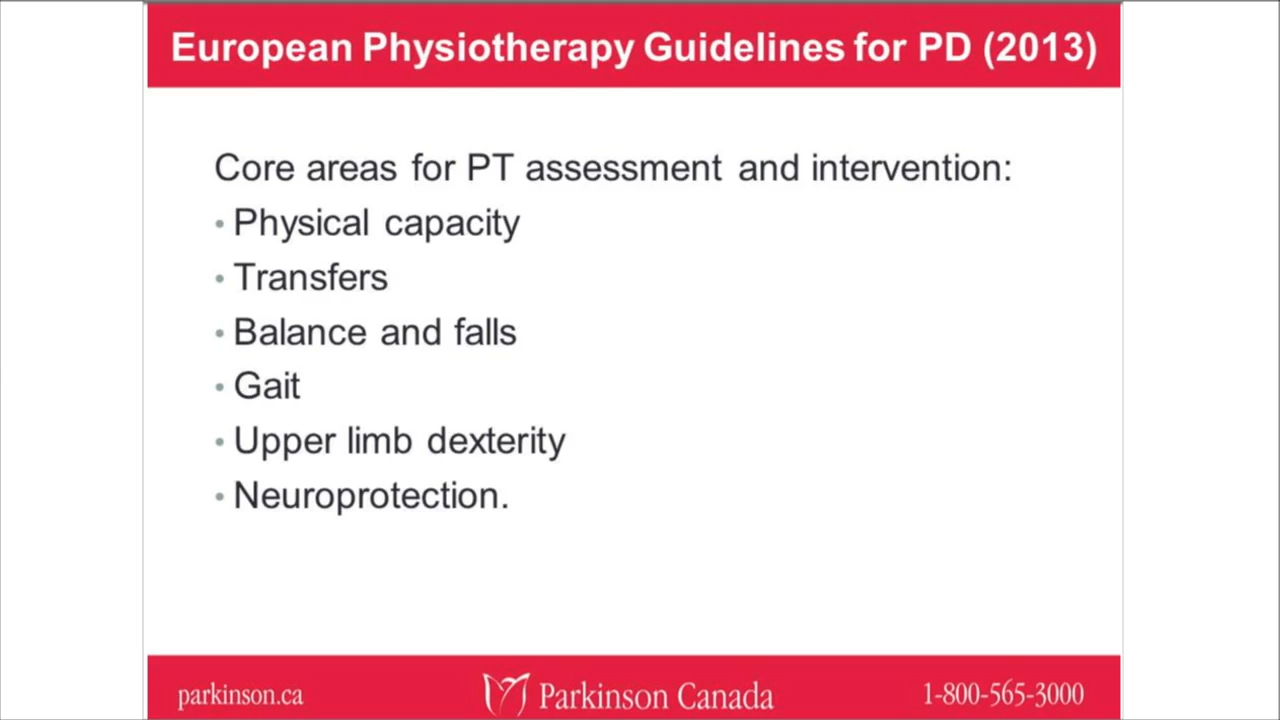 European Physiotherapy Guidelines for PD (2013)
Core areas for PT assessment and intervention:
• Physical capacity
• Transfers
• Balance and falls
• Gait
• Upper limb dexterity
• Neuroprotection.
parkinson.ca
Parkinson Canada
1-800-565-3000